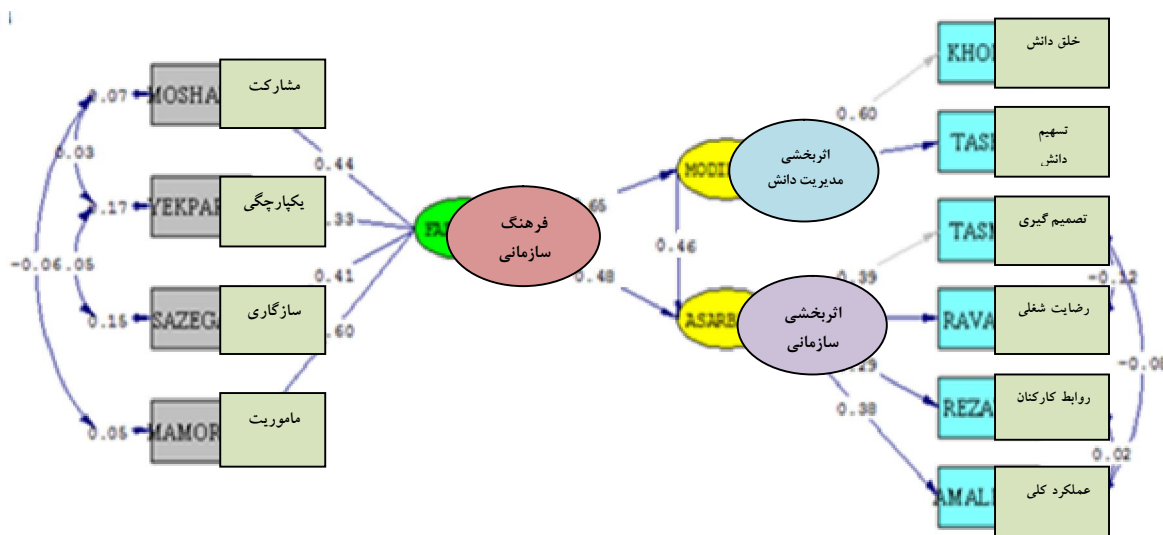 KHO
خلق دانش
MOSHA
مشارکت
0.07
0.60
TAS
تسهیم
دانش
MODI
اثربخشی
مدیریت دانش
0.03
0.44
YEKPA
یکپارچگی
0.17
.33
0.65
FA
فرهنگ
سازمانی
TAS
تصمیم گیری
0.46
-0.06
.05
0.41
0.48
0.39
-0.12
SAZEG
سازگاری
0.15
ASARB
اثربخشی
سازمانی
RAVA
رضایت شغلی
.60
.29
-0.08
REZA
روابط کارکنان
0.38
MAMOR
ماموریت
0.05
0.02
AMAL
عملکرد کلی